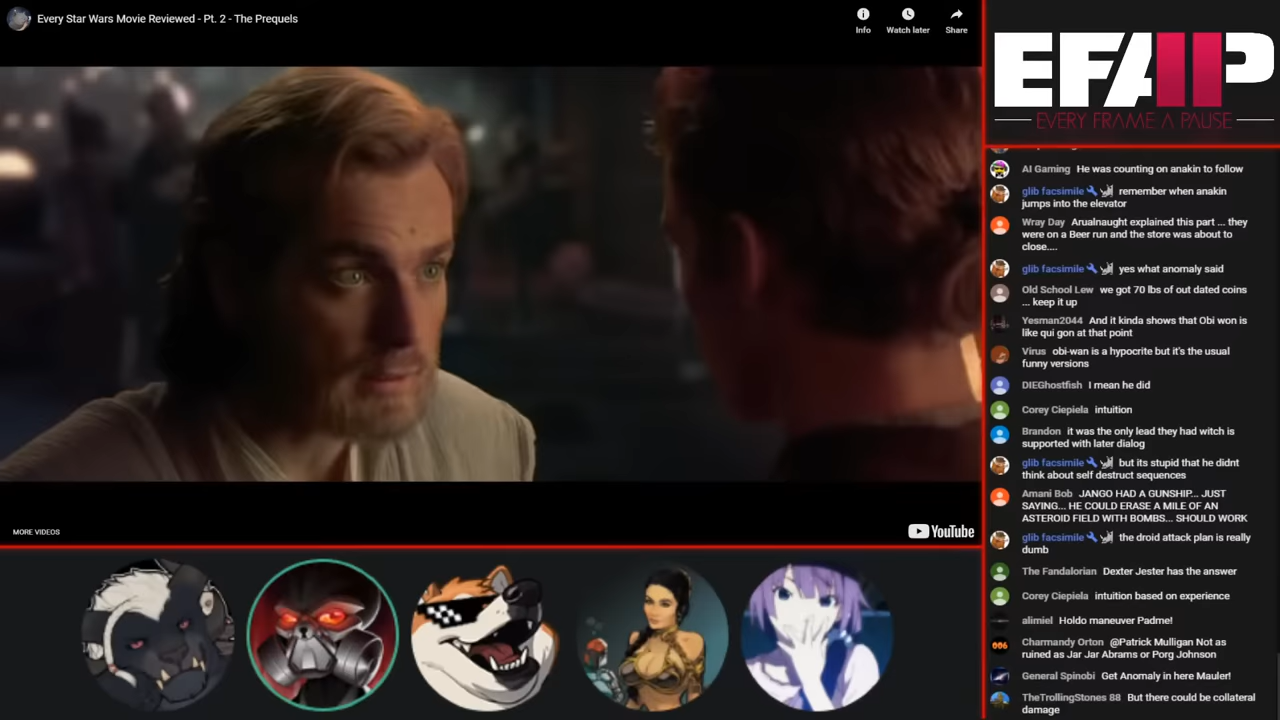 Every Star Wars Movie Reviewed - Pt. 2 - The Prequels
Info
Watch later
Share
EFAP
EVERY FRAME A PAUSE
AI Gaming He was counting on anakin to follow
glib facsimile remember when anakin
jumps into the elevator
Wray Day Arualnaught explained this part ... they
were on a Beer run and the store was about to
close....
glib facsimile yes what anomaly said
Old School Lew we got 70 lbs of out dated coins
... keep it up
Yesman2044 And it kinda shows that Obi won is
like qui gon at that point
Virus obi-wan is a hypocrite but it's the usual
funny versions
DIEGhostfish I mean he did
Corey Ciepiela intuition
Brandon it was the only lead they had witch is
supported with later dialog
glib facsimile but its stupid that he didnt
think about self destruct sequences
Amani Bob JANGO HAD A GUNSHIP... JUST
SAYING... HE COULD ERASE A MILE OF AN
ASTEROID FIELD WITH BOMBS... SHOULD WORK
glib facsimile the droid attack plan is really
dumb
The Fandalorian Dexter Jester has the answer
Corey Ciepiela intuition based on experience
alimiel Holdo maneuver Padme!
Charmandy Orton @Patrick Mulligan Not as
ruined as Jar Jar Abrams or Porg Johnson
General Spinobi Get Anomaly in here Mauler!
TheTrollingStones 88 But there could be collateral
damage
MORE VIDEOS
YouTube